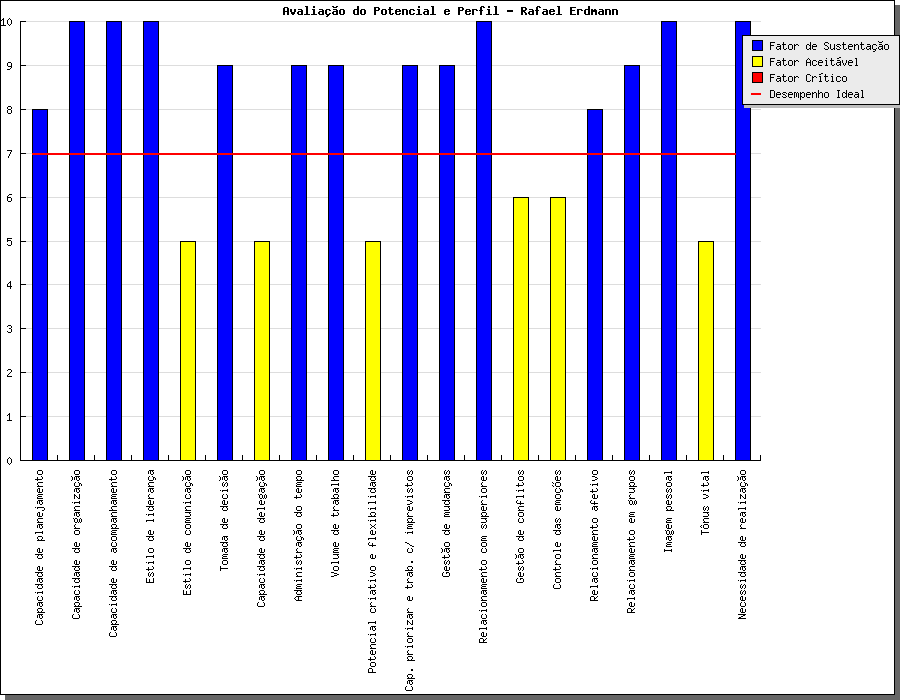 Avaliação do Potencial e Perfil - Rafael Erdmann
10
9
8
7
6
5
4
3
2
1
0
Fator de Sustentação
Fator Aceitável
Fator Crítico
Desempenho Ideal
Capacidade de planejamento
Capacidade de organização
Capacidade de acompanhamento
Estilo de liderança
Estilo de comunicação
Tomada de decisão
Capacidade de delegação
Administração do tempo
Volume de trabalho
Potencial criativo e flexibilidade
Cap. priorizar e trab. c/ imprevistos
Gestão de mudanças
Relacionamento com superiores
Gestão de conflitos
Controle das emoções
Relacionamento afetivo
Relacionamento em grupos
Imagem pessoal
Tônus vital
Necessidade de realização